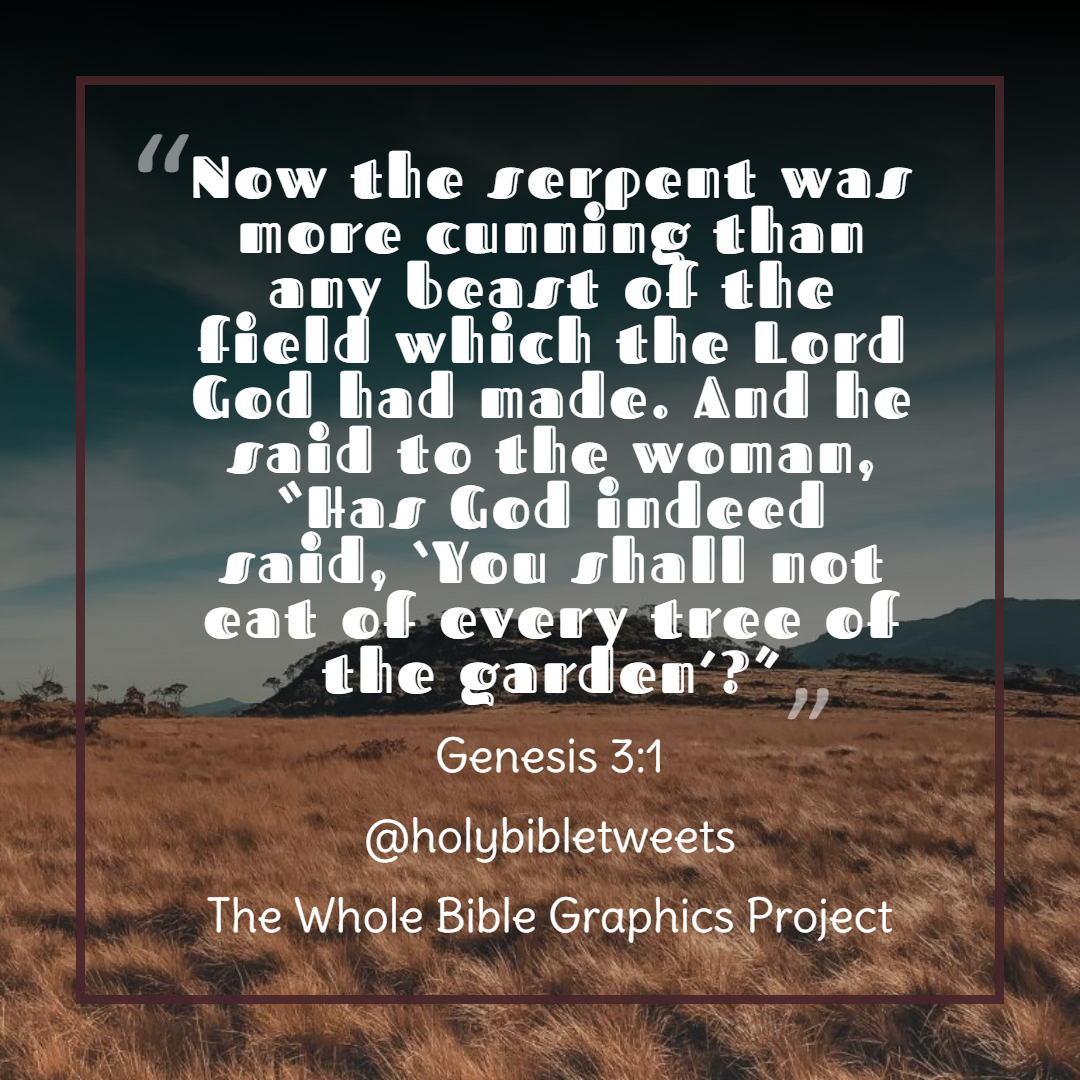 “Now the serpent was
more cunning than
any beast of the
field which the Lord
God had made. And he
said to the woman,
“Has God indeed
said, ‘You shall not
eat of every tree of
the garden’?””
Genesis 3:1
@holybibletweets
The Whole Bible Graphics Project